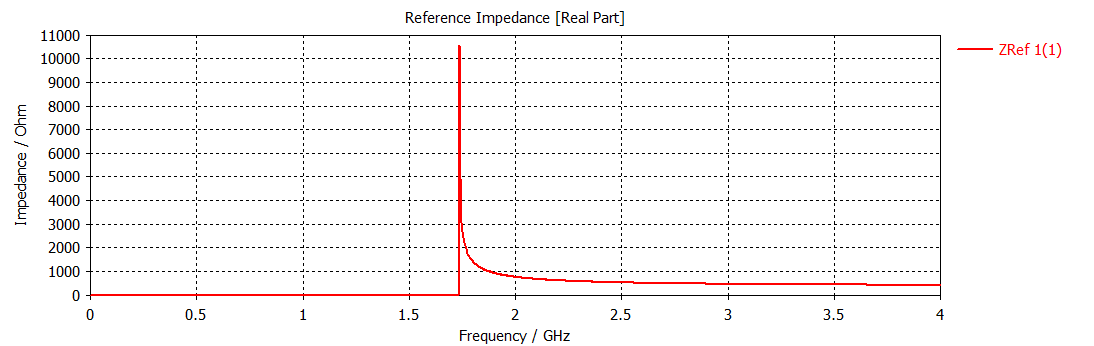 Reference Impedance [Real Part]
11000
10000
9000
8000
7000
6000
5000
4000
3000
2000
1000
0
Impedance / Ohm
0 0.5 1 1.5 2 2.5 3 3.5 4
Frequency / GHz
ZRef 1(1)